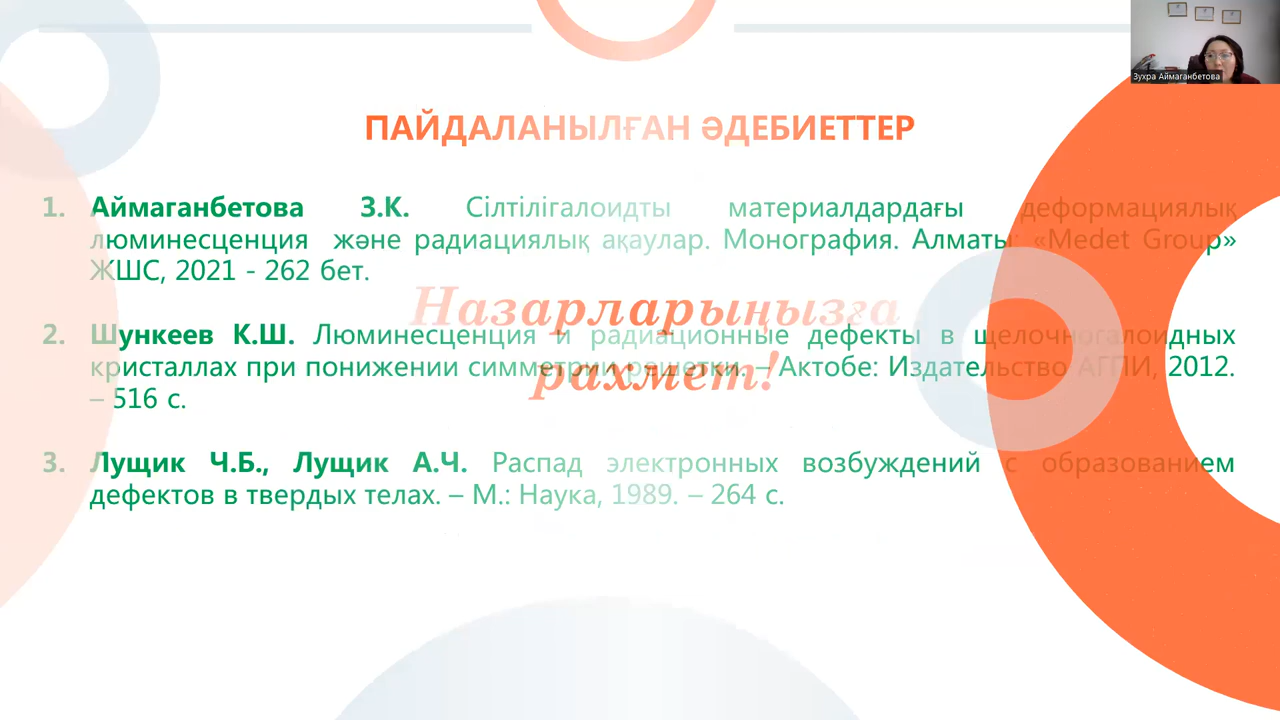 Зухра Аймаганбетова
ПАЙДАЛАНЫЛҒАН ӘДЕБИЕТТЕР
1. Аймаганбетова З.К. Сілтілігалоидты материалдардағы деформациялық
люминесценция және радиациялық ақаулар. Монография. Алматы: «Medet Group»
ЖШС, 2021 - 262 бет.
Назарларыңызға
2. Шункеев К.Ш. Люминесценция и радиационные дефекты в щелочногалоидных
кристаллах при понижении симметрии решетки. – Актобе: Издательство АГПИ, 2012.
рахмет!
– 516 с.
3. Лущик Ч.Б., Лущик А.Ч. Распад электронных возбуждений с образованием
дефектов в твердых телах. – М.: Наука, 1989. – 264 с.